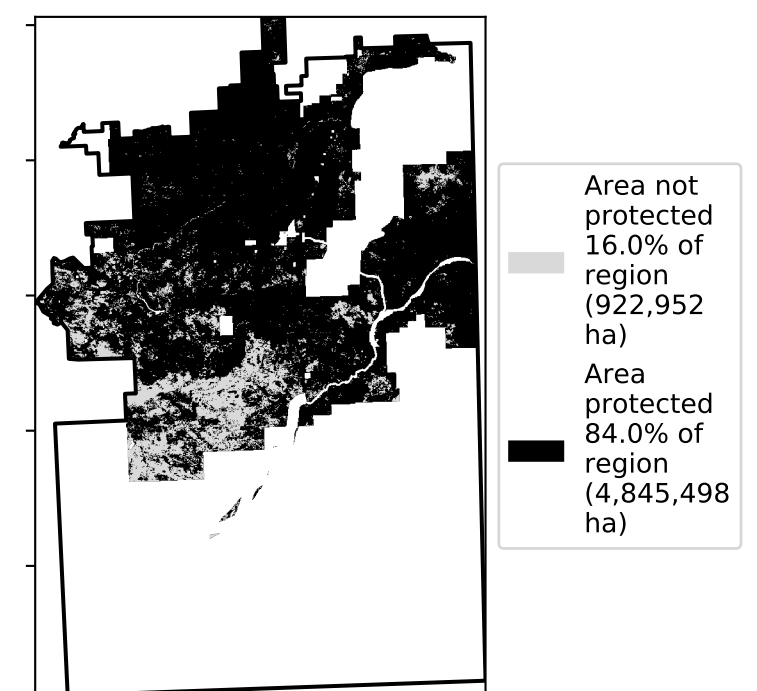 Area not
protected
16.0% of
region
(922,952
ha)
Area
protected
84.0% of
region
(4,845,498
ha)